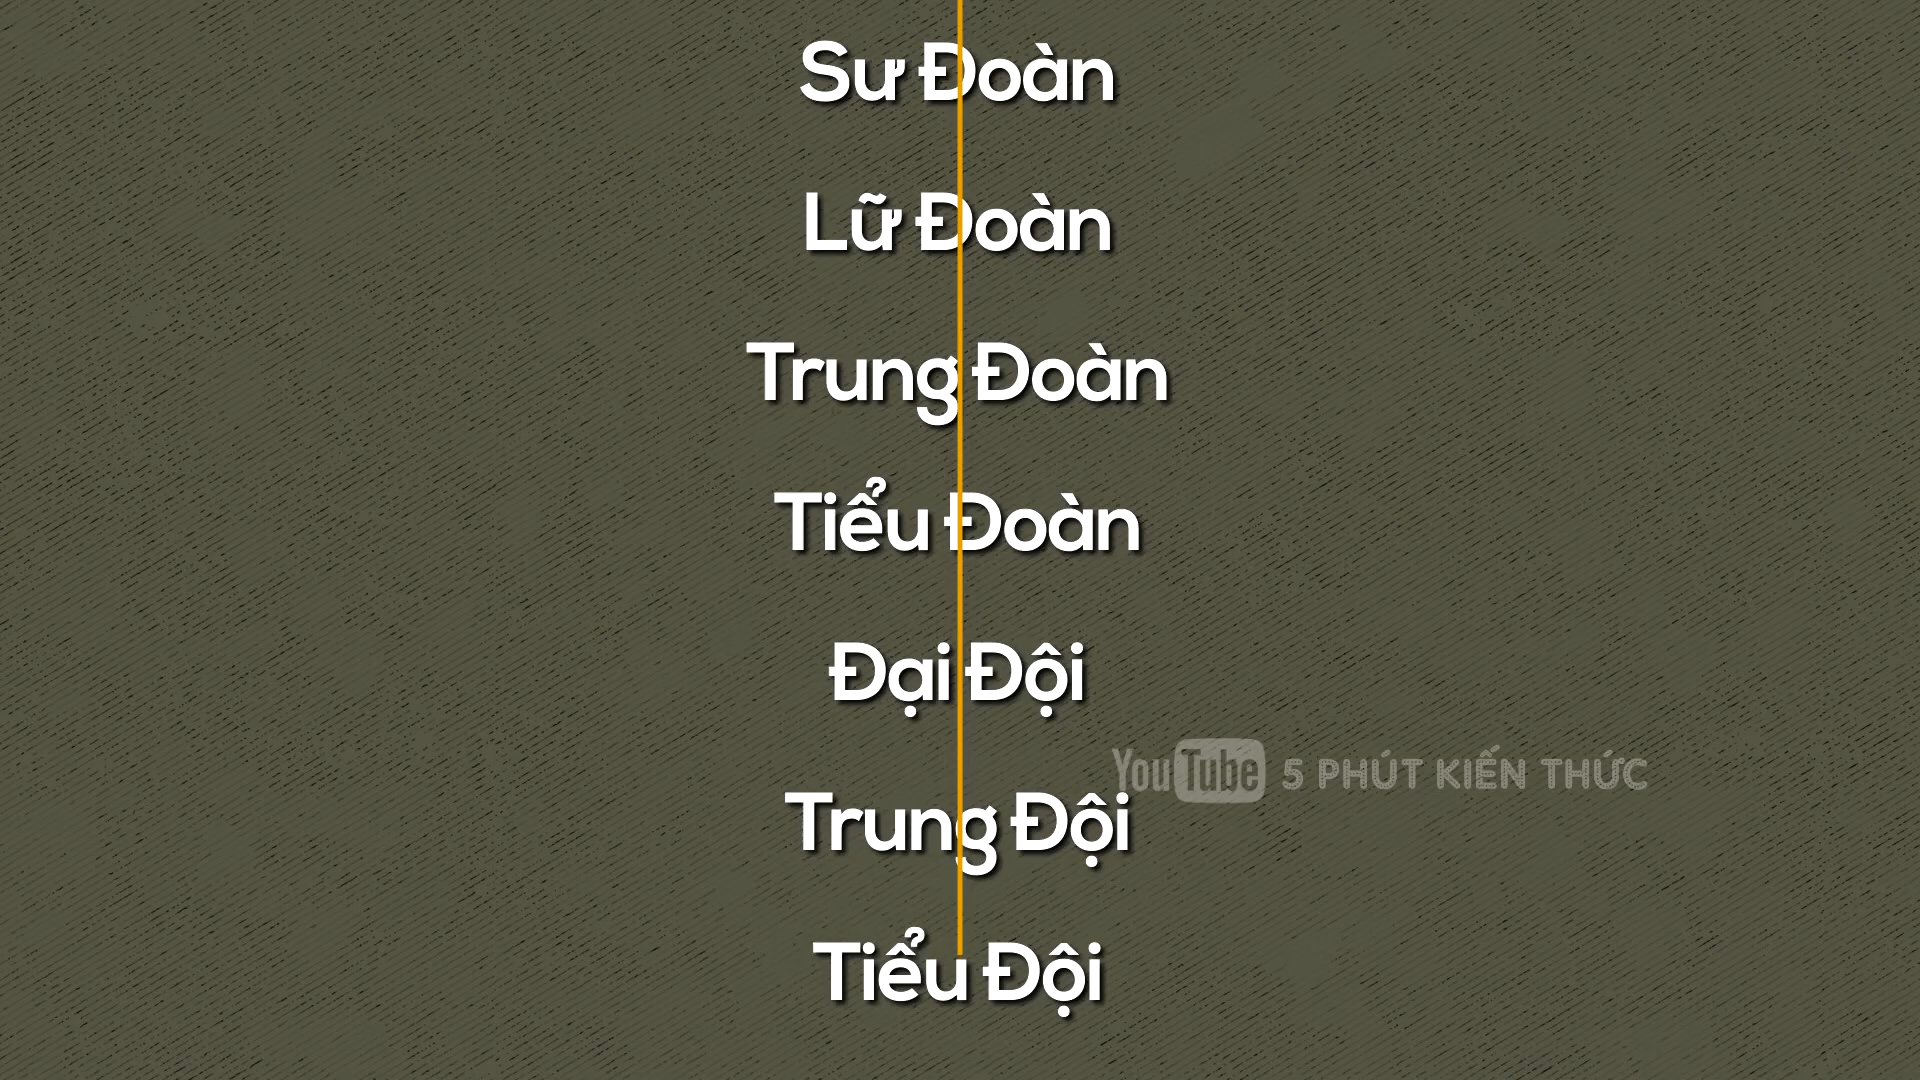 Sư Đoàn
Lữ Đoàn
Trung Đoàn
Tiểu Đoàn
Đại Đội
YouTube 5 PHÚT KIẾN THỨC
Trung Đội
Tiểu Đội